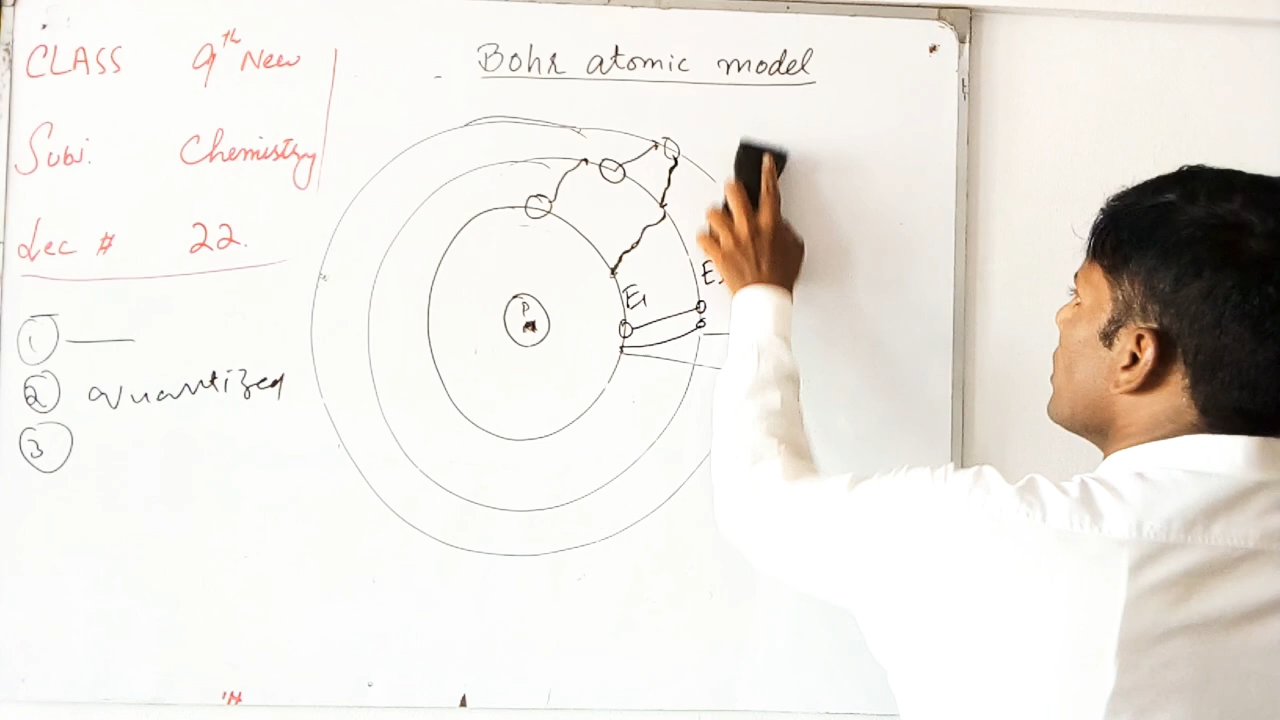 CLASS 9th New
Subj. Chemistry
Lec # 22.
1
2 Quantized
3
Bohr atomic model
P
E1
E